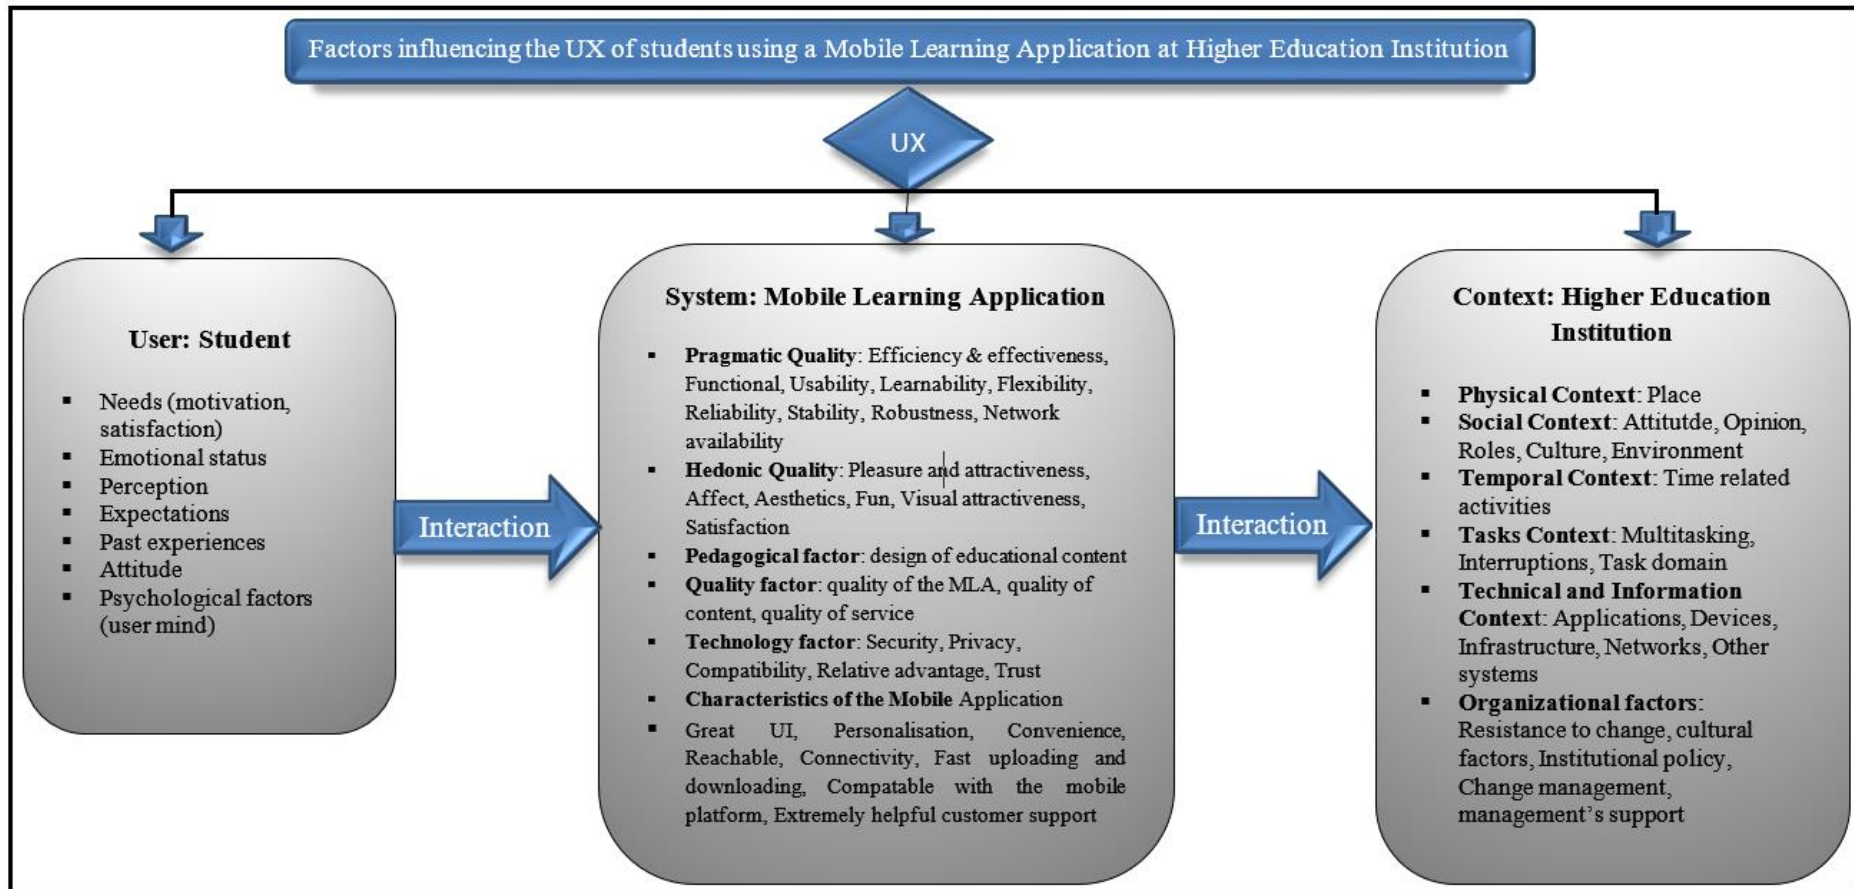 Factors influencing the UX of students using a Mobile Learning Application at Higher Education Institution
UX
User: Student
▪ Needs (motivation,
satisfaction)
▪ Emotional status
▪ Perception
▪ Expectations
▪ Past experiences
▪ Attitude
▪ Psychological factors
(user mind)
Interaction
System: Mobile Learning Application
▪ Pragmatic Quality: Efficiency & effectiveness,
Functional, Usability, Learnability, Flexibility,
Reliability, Stability, Robustness, Network
availability
▪ Hedonic Quality: Pleasure and attractiveness,
Affect, Aesthetics, Fun, Visual attractiveness,
Satisfaction
▪ Pedagogical factor: design of educational content
▪ Quality factor: quality of the MLA, quality of
content, quality of service
▪ Technology factor: Security, Privacy,
Compatibility, Relative advantage, Trust
▪ Characteristics of the Mobile Application
▪ Great UI, Personalisation, Convenience,
Reachable, Connectivity, Fast uploading and
downloading, Compatable with the mobile
platform, Extremely helpful customer support
Interaction
Context: Higher Education
Institution
▪ Physical Context: Place
▪ Social Context: Attitutde, Opinion,
Roles, Culture, Environment
▪ Temporal Context: Time related
activities
▪ Tasks Context: Multitasking,
Interruptions, Task domain
▪ Technical and Information
Context: Applications, Devices,
Infrastructure, Networks, Other
systems
▪ Organizational factors:
Resistance to change, cultural
factors, Institutional policy,
Change management,
management’s support